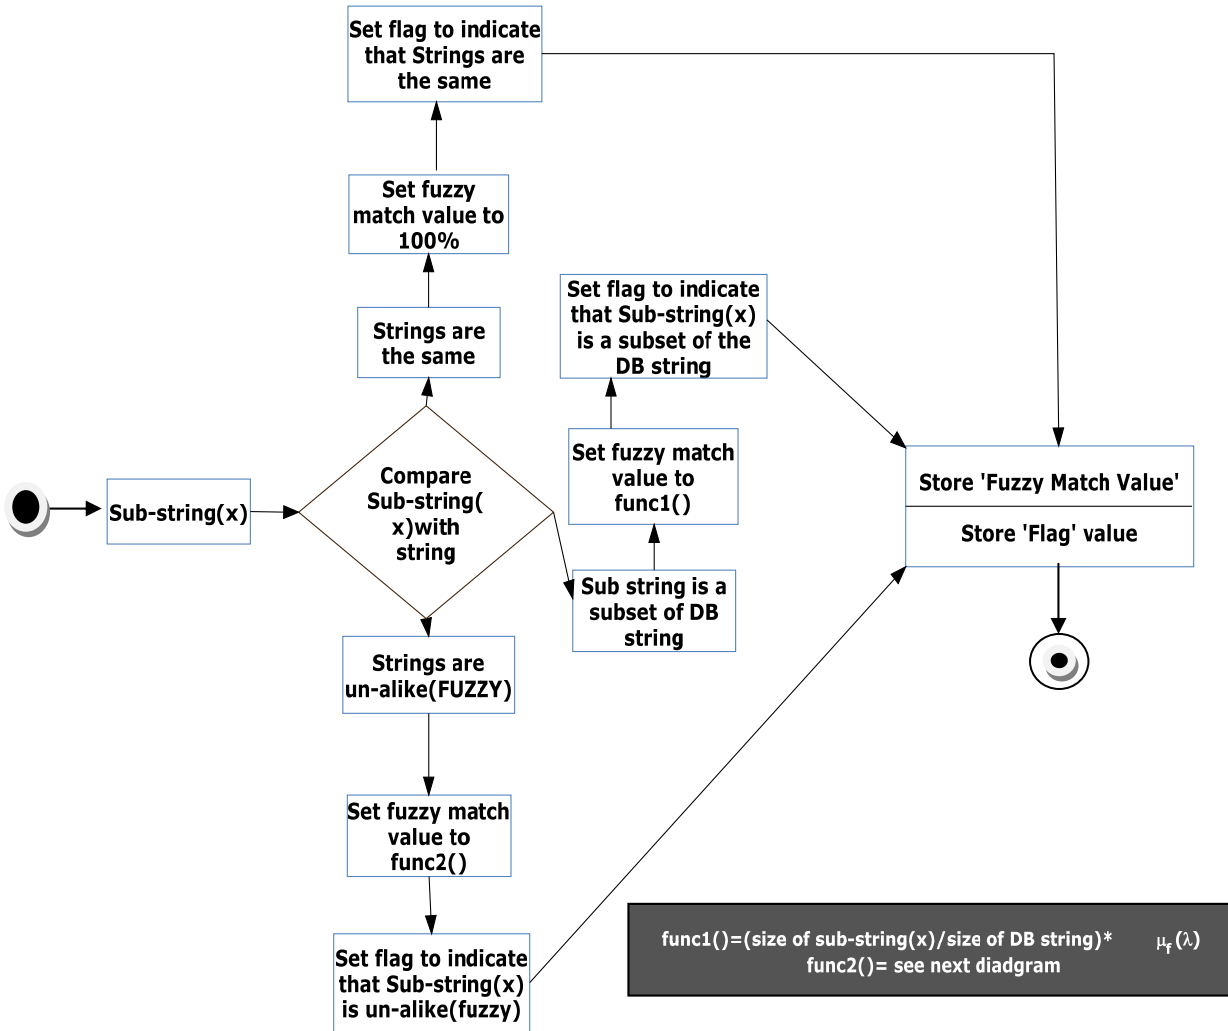 Set flag to indicate
that Strings are
the same
Set fuzzy
match value to
100%
Strings are
the same
Set flag to indicate
that Sub-string(x)
is a subset of the
DB string
Set fuzzy match
value to
func1()
Sub-string(x)
Compare
Sub-string(
x)with
string
Sub string is a
subset of DB
string
Store 'Fuzzy Match Value'
Store 'Flag' value
Strings are
un-alike(FUZZY)
Set fuzzy match
value to
func2()
Set flag to indicate
that Sub-string(x)
is un-alike(fuzzy)
func1()=(size of sub-string(x)/size of DB string)* μf(λ)
func2()= see next diadgram